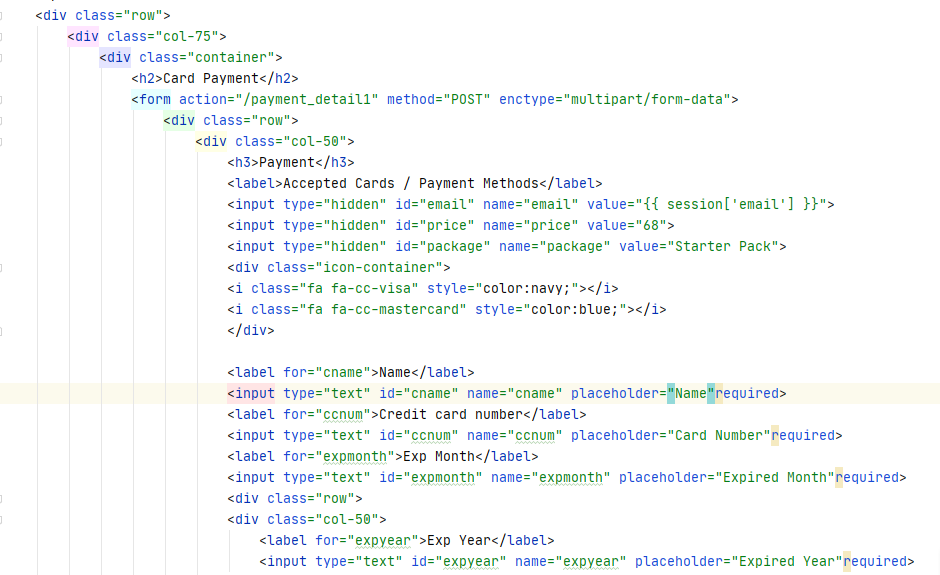 <div class="row">
<div class="col-75">
<div class="container">
<h2>Card Payment</h2>
<form action="/payment_detail1" method="POST" enctype="multipart/form-data">
<div class="row">
<div class="col-50">
<h3>Payment</h3>
<label>Accepted Cards / Payment Methods</label>
<input type="hidden" id="email" name="email" value="{{ session['email'] }}">
<input type="hidden" id="price" name="price" value="68">
<input type="hidden" id="package" name="package" value="Starter Pack">
<div class="icon-container">
<i class="fa fa-cc-visa" style="color:navy;"></i>
<i class="fa fa-cc-mastercard" style="color:blue;"></i>
</div>
<label for="cname">Name</label>
<input type="text" id="cname" name="cname" placeholder="Name"required>
<label for="ccnum">Credit card number</label>
<input type="text" id="ccnum" name="ccnum" placeholder="Card Number"required>
<label for="expmonth">Exp Month</label>
<input type="text" id="expmonth" name="expmonth" placeholder="Expired Month"required>
<div class="row">
<div class="col-50">
<label for="expyear">Exp Year</label>
<input type="text" id="expyear" name="expyear" placeholder="Expired Year"required>